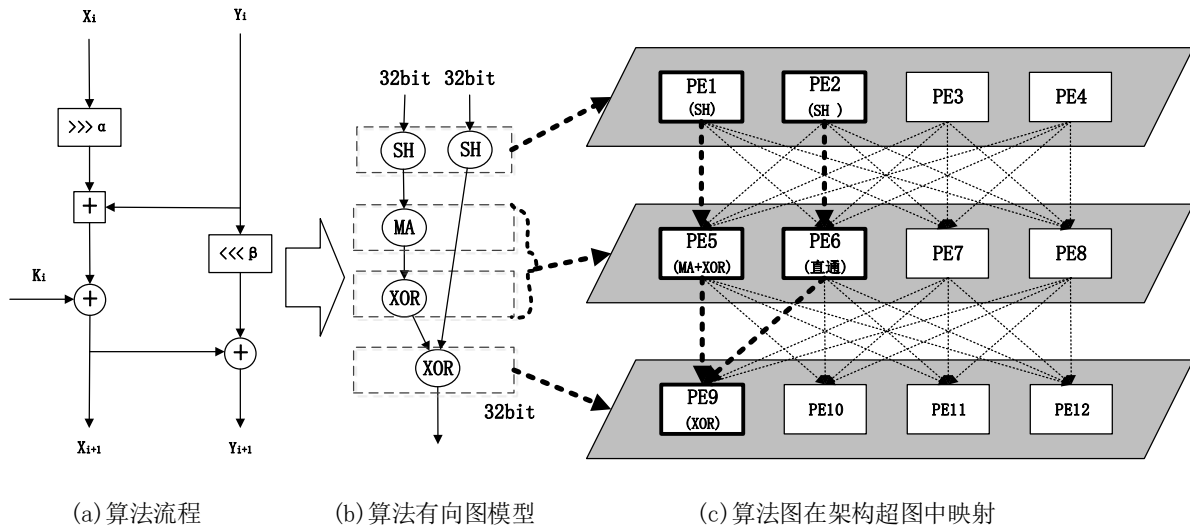 Xi
Yi
>>> α
+
<<< β
Ki
+
+
Xi+1
Yi+1
32bit 32bit
SH SH
MA
XOR
XOR
32bit
PE1
(SH)
PE2
(SH )
PE3
PE4
PE5
(MA+XOR)
PE6
(直通)
PE7
PE8
PE9
(XOR)
PE10
PE11
PE12
(a)算法流程
(b)算法有向图模型
(c)算法图在架构超图中映射